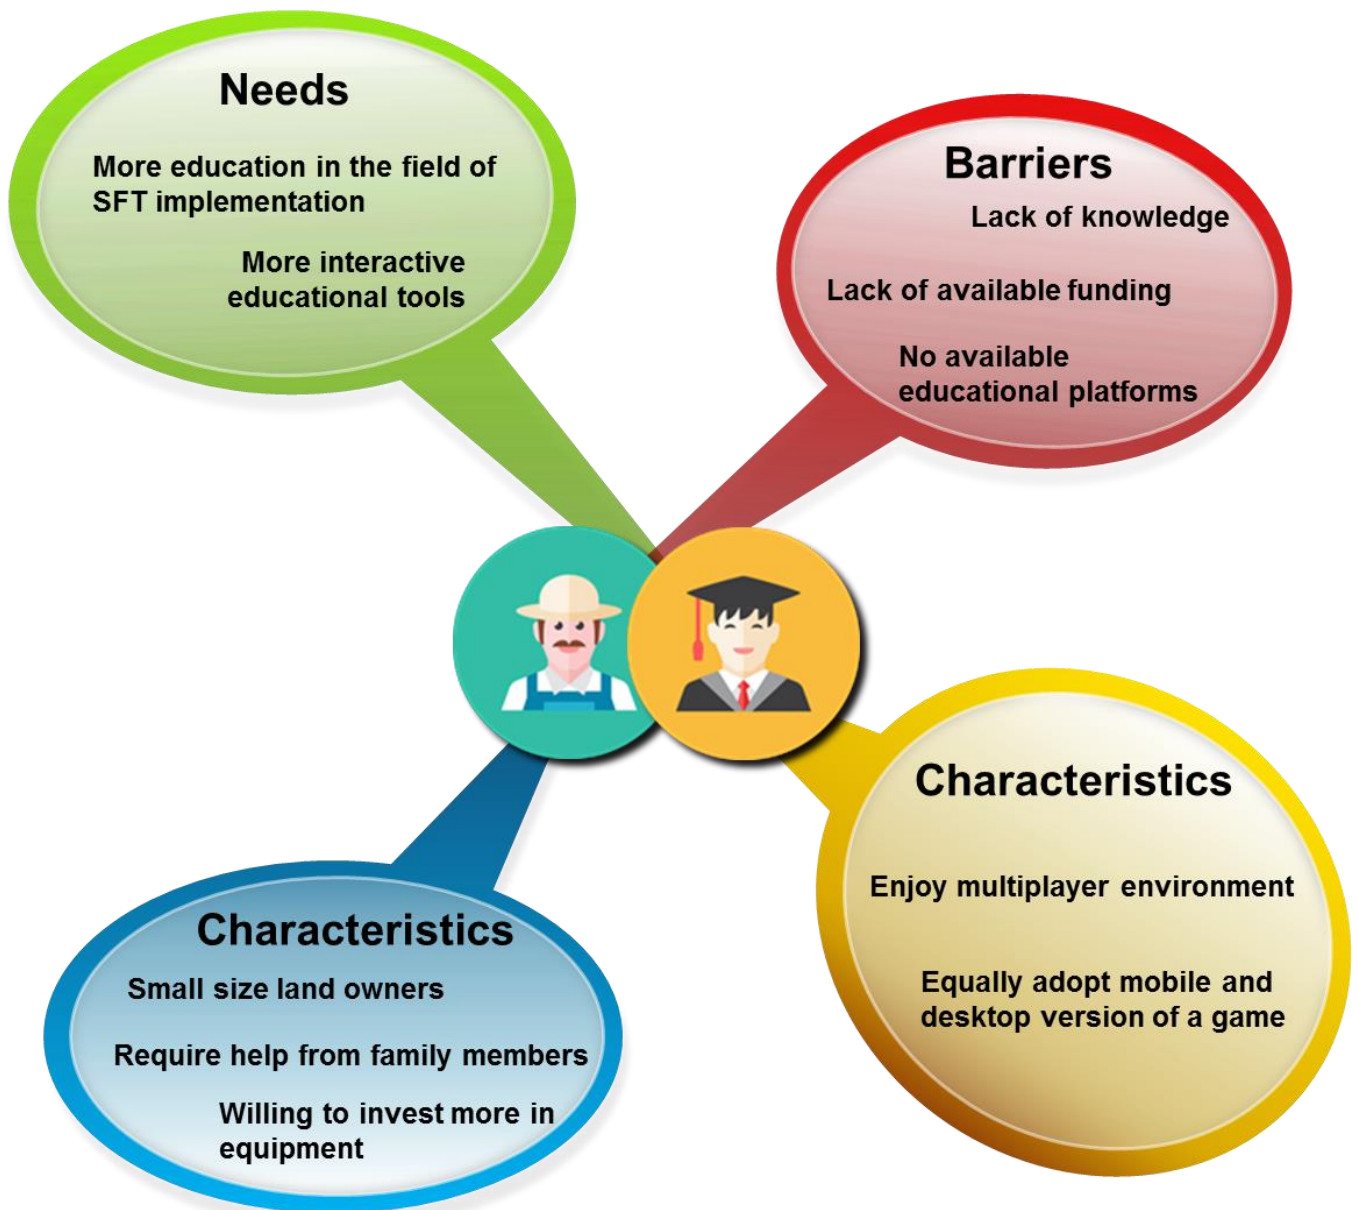 Needs
More education in the field of
SFT implementation
More interactive
educational tools
Barriers
Lack of knowledge
Lack of available funding
No available
educational platforms
Characteristics
Small size land owners
Require help from family members
Willing to invest more in
equipment
Characteristics
Enjoy multiplayer environment
Equally adopt mobile and
desktop version of a game